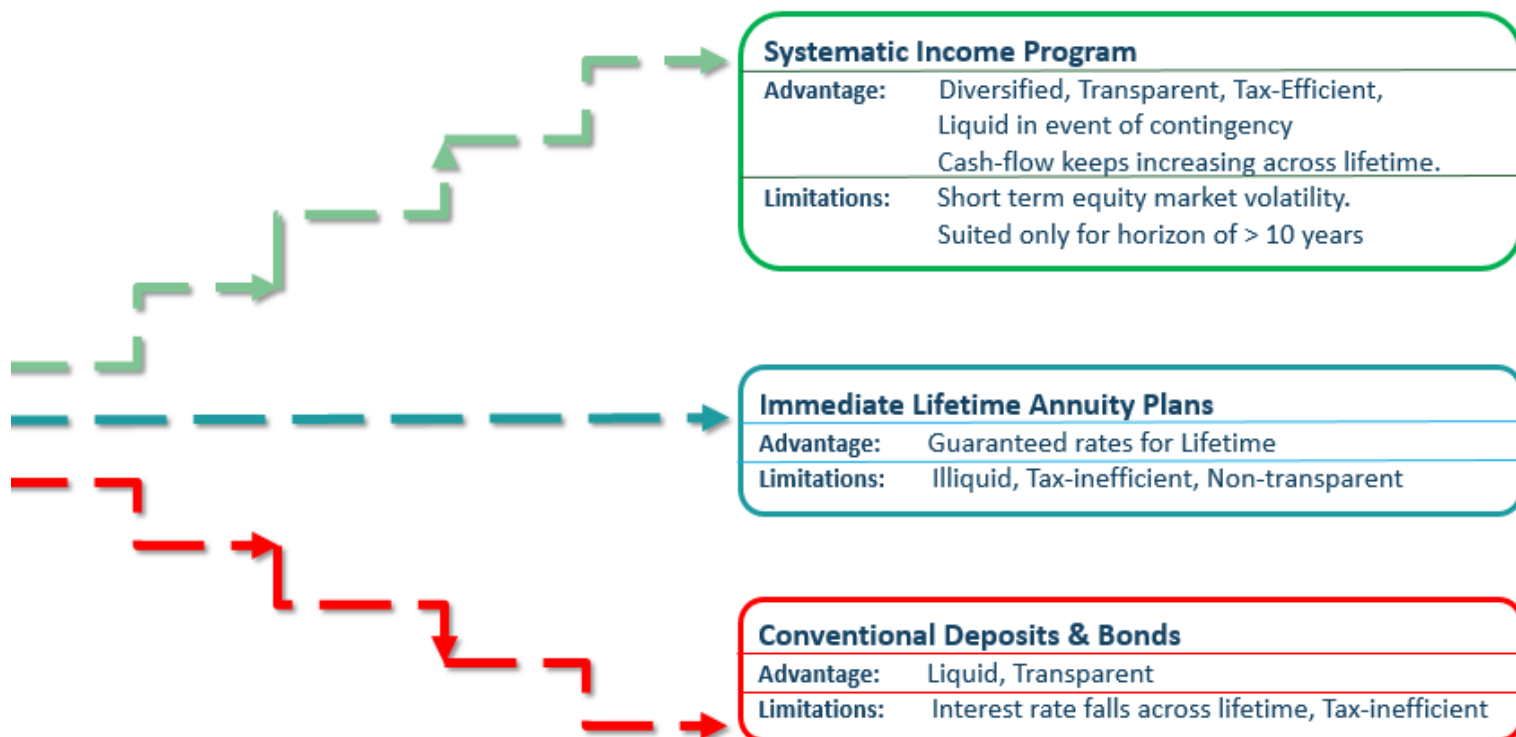 Systematic Income Program
Advantage: Diversified, Transparent, Tax-Efficient,
Liquid in event of contingency
Cash-flow keeps increasing across lifetime.
Limitations: Short term equity market volatility.
Suited only for horizon of > 10 years
Immediate Lifetime Annuity Plans
Advantage: Guaranteed rates for Lifetime
Limitations: Illiquid, Tax-inefficient, Non-transparent
Conventional Deposits & Bonds
Advantage: Liquid, Transparent
Limitations: Interest rate falls across lifetime, Tax-inefficient